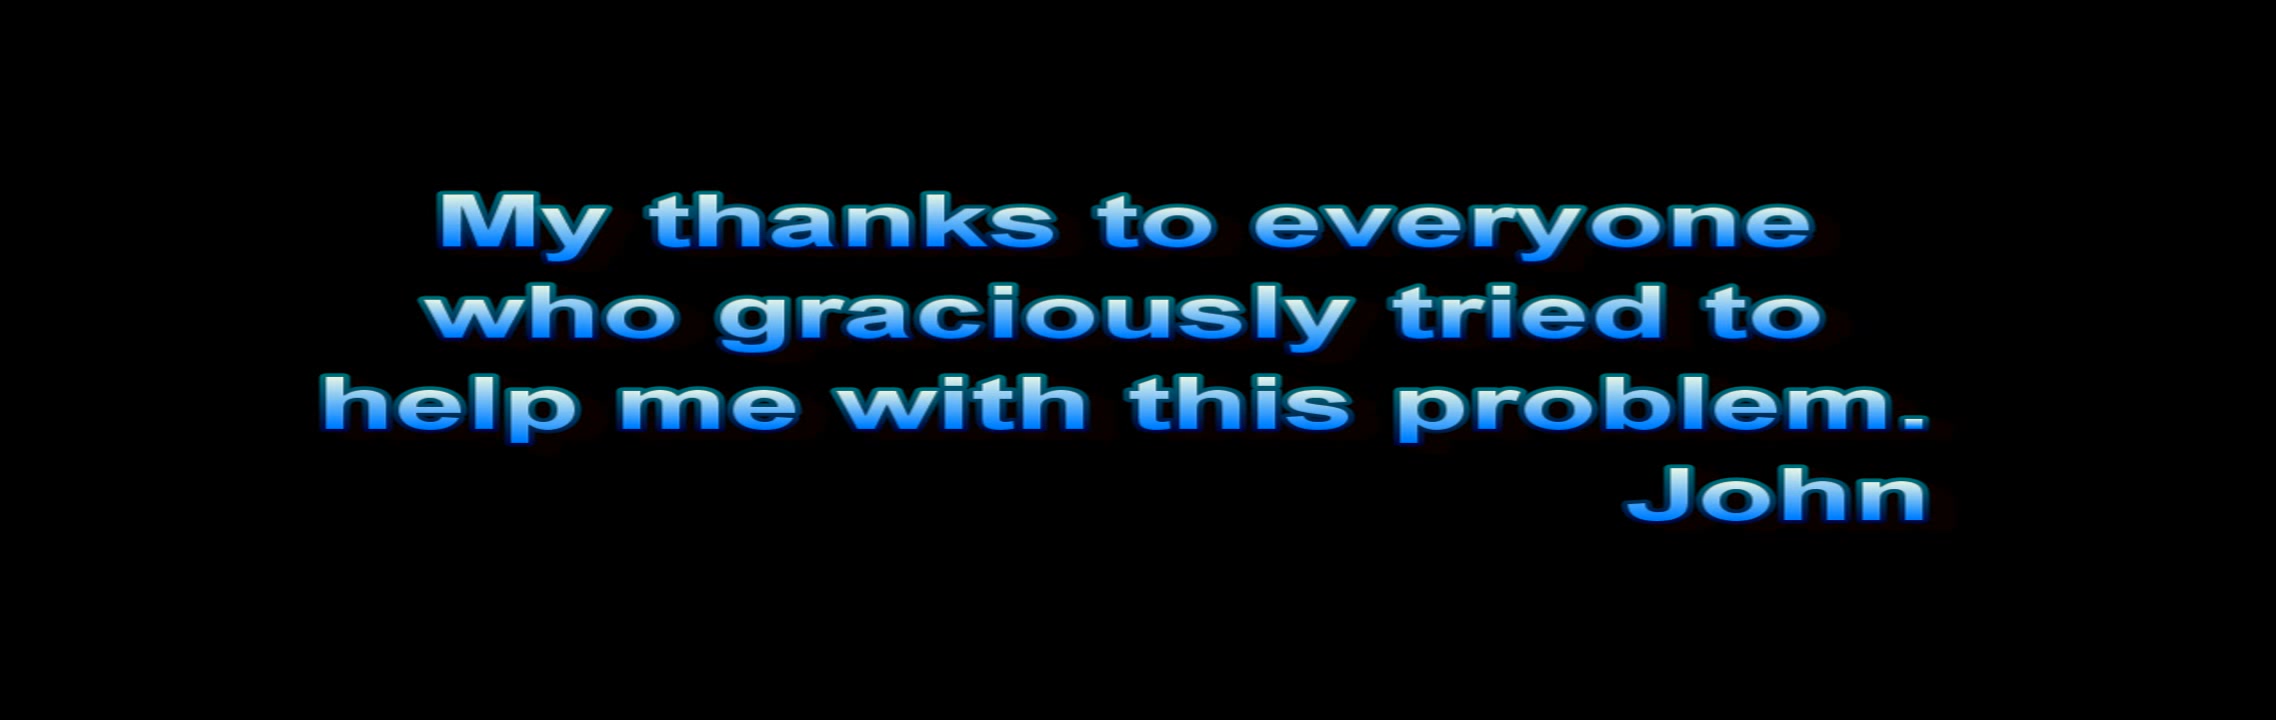 My thanks to everyone
who graciously tried to
help me with this problem.
John